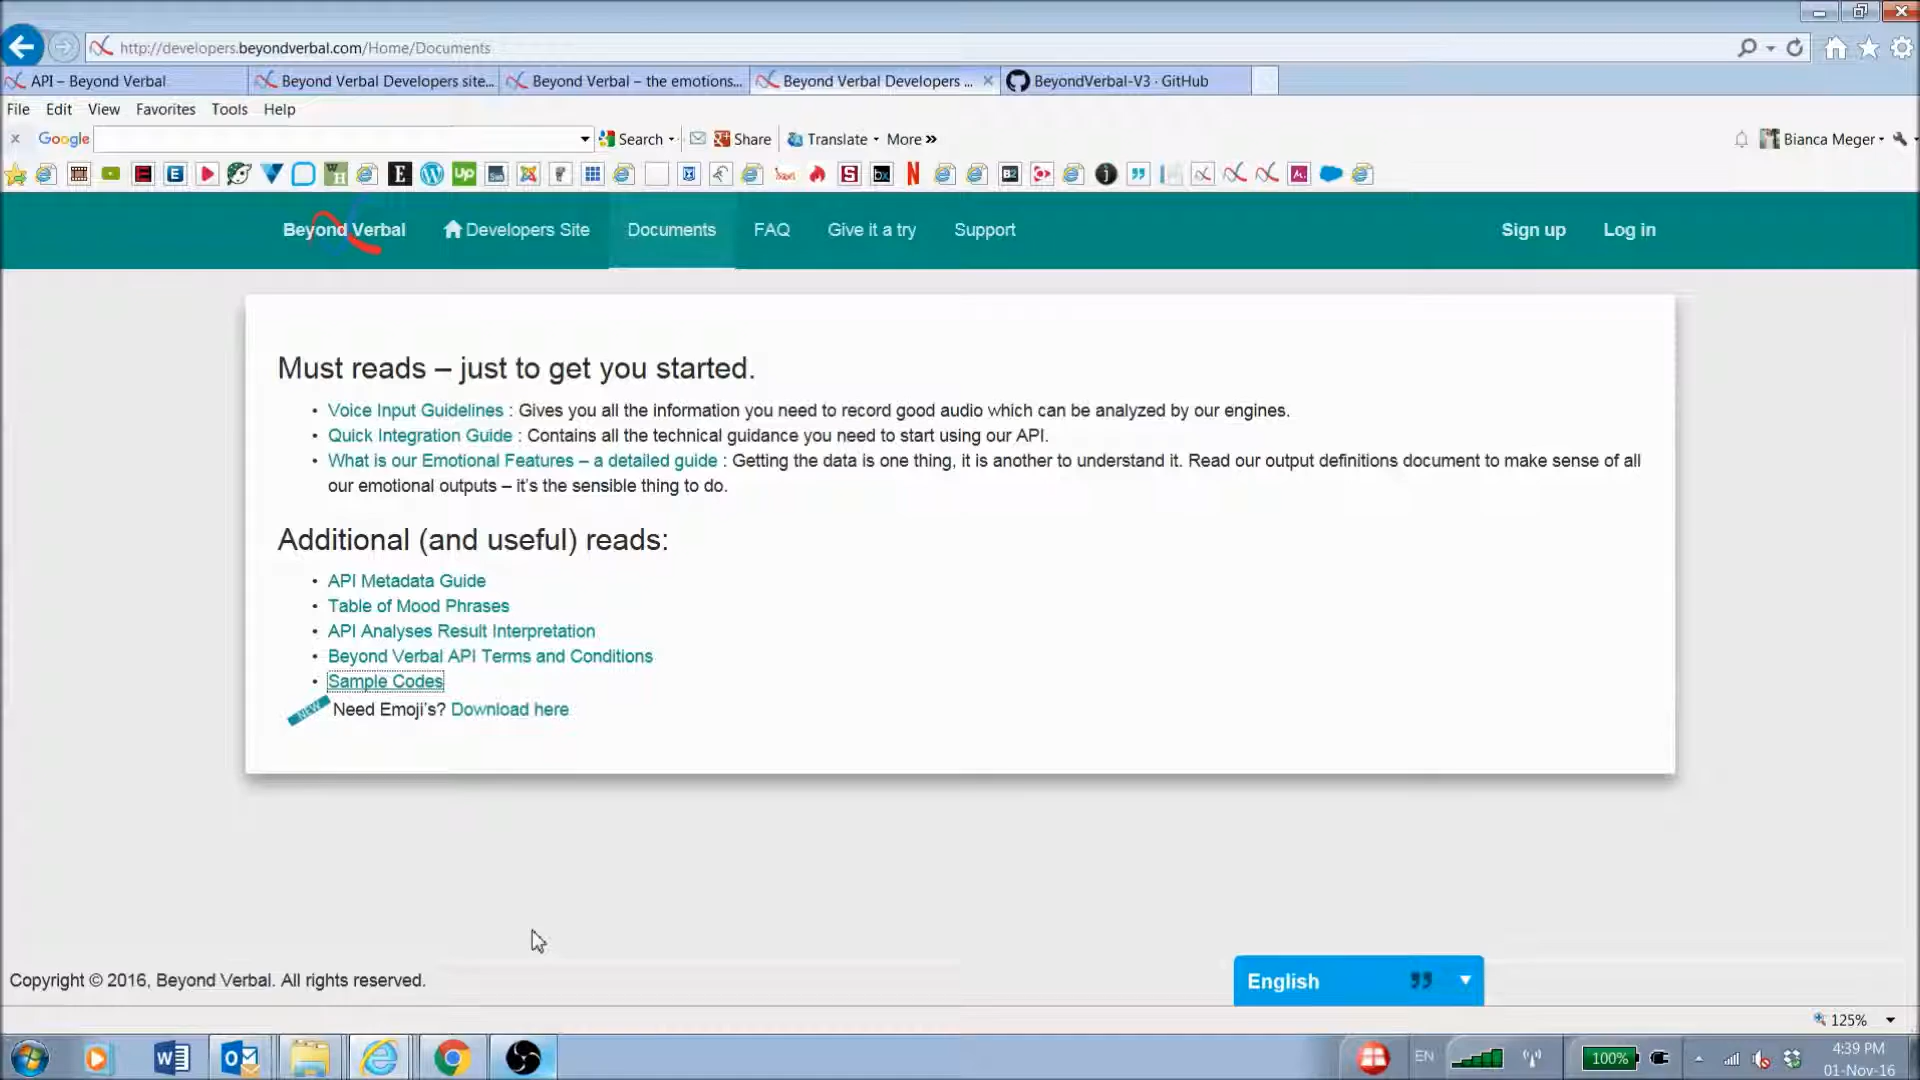 http://developers.beyondverbal.com/Home/Documents
API – Beyond Verbal
Beyond Verbal Developers site...
Beyond Verbal – the emotions...
Beyond Verbal Developers ...
BeyondVerbal-V3 · GitHub
File Edit View Favorites Tools Help
x Google Search Share Translate More »
Bianca Meger
Beyond Verbal Developers Site Documents FAQ Give it a try Support Sign up Log in
Must reads – just to get you started.
• Voice Input Guidelines : Gives you all the information you need to record good audio which can be analyzed by our engines.
• Quick Integration Guide : Contains all the technical guidance you need to start using our API.
• What is our Emotional Features – a detailed guide : Getting the data is one thing, it is another to understand it. Read our output definitions document to make sense of all
our emotional outputs – it's the sensible thing to do.
Additional (and useful) reads:
• API Metadata Guide
• Table of Mood Phrases
• API Analyses Result Interpretation
• Beyond Verbal API Terms and Conditions
• Sample Codes
NEW Need Emoji's? Download here
Copyright © 2016, Beyond Verbal. All rights reserved.
English
125%
EN
100%
4:39 PM
01-Nov-16